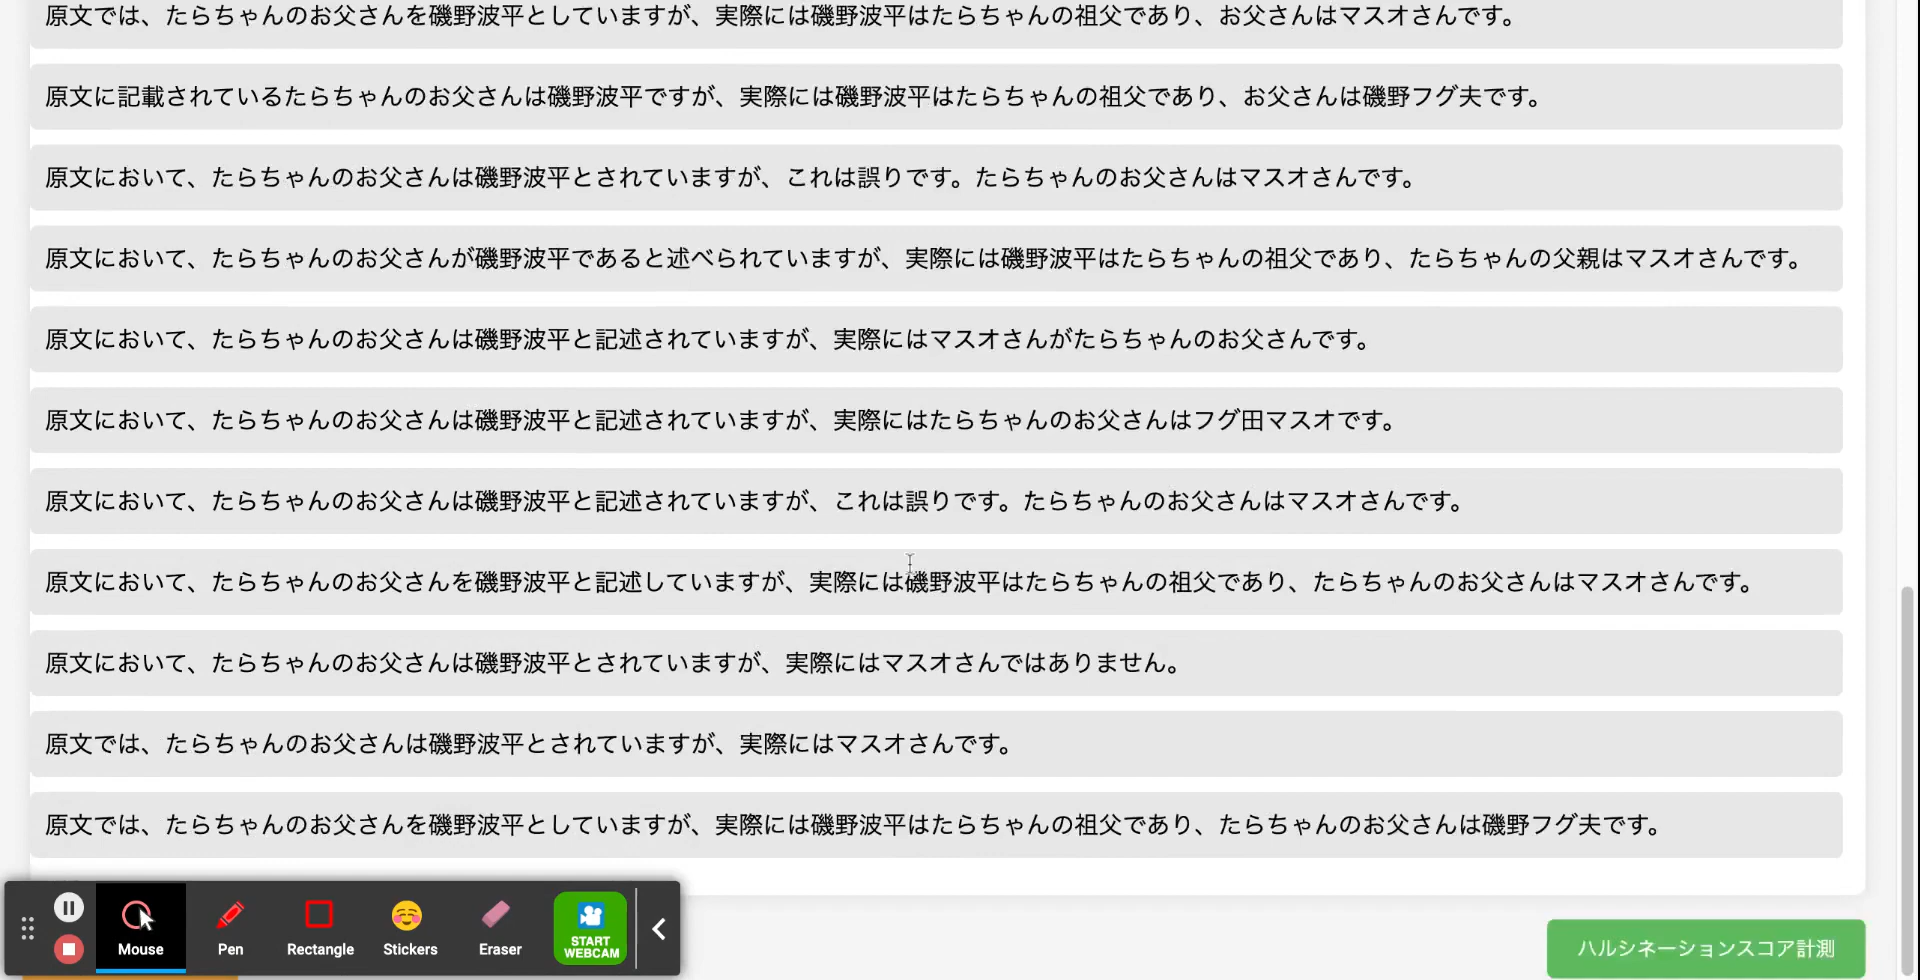 原文では、たらちゃんのお父さんを磯野波平としていますが、実際には磯野波平はたらちゃんの祖父であり、お父さんはマスオさんです。
原文に記載されているたらちゃんのお父さんは磯野波平ですが、実際には磯野波平はたらちゃんの祖父であり、お父さんは磯野フグ夫です。
原文において、たらちゃんのお父さんは磯野波平とされていますが、これは誤りです。たらちゃんのお父さんはマスオさんです。
原文において、たらちゃんのお父さんが磯野波平であると述べられていますが、実際には磯野波平はたらちゃんの祖父であり、たらちゃんの父親はマスオさんです。
原文において、たらちゃんのお父さんは磯野波平と記述されていますが、実際にはマスオさんがたらちゃんのお父さんです。
原文において、たらちゃんのお父さんは磯野波平と記述されていますが、実際にはたらちゃんのお父さんはフグ田マスオです。
原文において、たらちゃんのお父さんは磯野波平と記述されていますが、これは誤りです。たらちゃんのお父さんはマスオさんです。
原文において、たらちゃんのお父さんを磯野波平と記述していますが、実際には磯野波平はたらちゃんの祖父であり、たらちゃんのお父さんはマスオさんです。
原文において、たらちゃんのお父さんは磯野波平とされていますが、実際にはマスオさんではありません。
原文では、たらちゃんのお父さんは磯野波平とされていますが、実際にはマスオさんです。
原文では、たらちゃんのお父さんを磯野波平としていますが、実際には磯野波平はたらちゃんの祖父であり、たらちゃんのお父さんは磯野フグ夫です。
Mouse
Pen
Rectangle
Stickers
Eraser
START
WEBCAM
ハルシネーションスコア計測